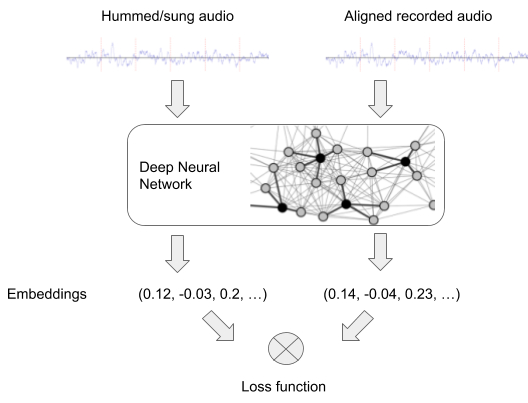 Hummed/sung audio
Aligned recorded audio
Deep Neural
Network
Embeddings
(0.12, -0.03, 0.2, …)
(0.14, -0.04, 0.23, …)
Loss function